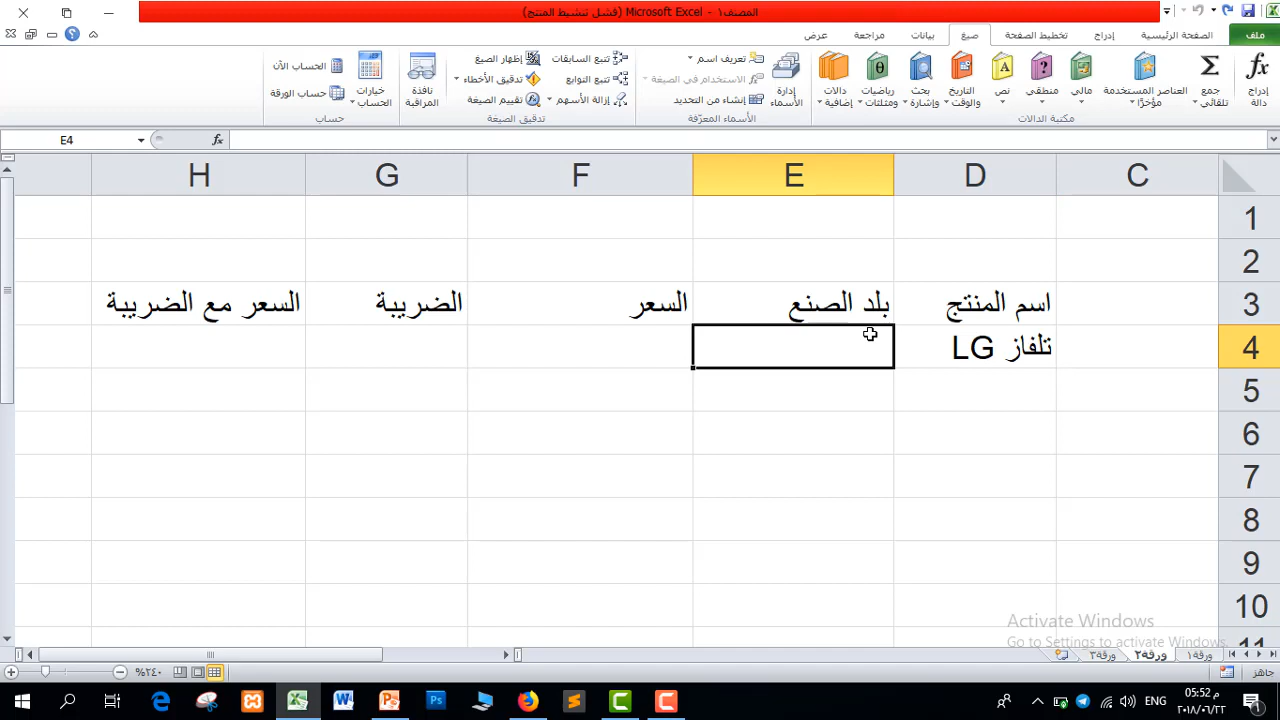 المصنف١ - Microsoft Excel (فشل تنشيط المنتج)
ملف
الصفحة الرئيسية
إدراج
تخطيط الصفحة
صيغ
بيانات
مراجعة
عرض
إدراج دالة
جمع تلقائي
العناصر المستخدمة مؤخرًا
مالي
منطقي
نص
التاريخ والوقت
بحث وإشارة
رياضيات ومثلثات
دالات إضافية
مكتبة الدالات
إدارة الأسماء
تعريف اسم
الاستخدام في الصيغة
إنشاء من التحديد
الأسماء المعرّفة
تتبع السابقات
تتبع التوابع
إزالة الأسهم
إظهار الصيغ
تدقيق الأخطاء
تقييم الصيغة
نافذة المراقبة
تدقيق الصيغة
خيارات الحساب
الحساب الآن
حساب الورقة
حساب
fx
E4
C D E F G H
1
2
3 اسم المنتج بلد الصنع السعر الضريبة السعر مع الضريبة
4 تلفاز LG
5
6
7
8
9
10
Activate Windows
Go to Settings to activate Windows.
ورقة١ ورقة٢ ورقة٣
حاهز
%٢٤٠
ENG
05:52 م
٢٠١٨/٠٦/٢٢